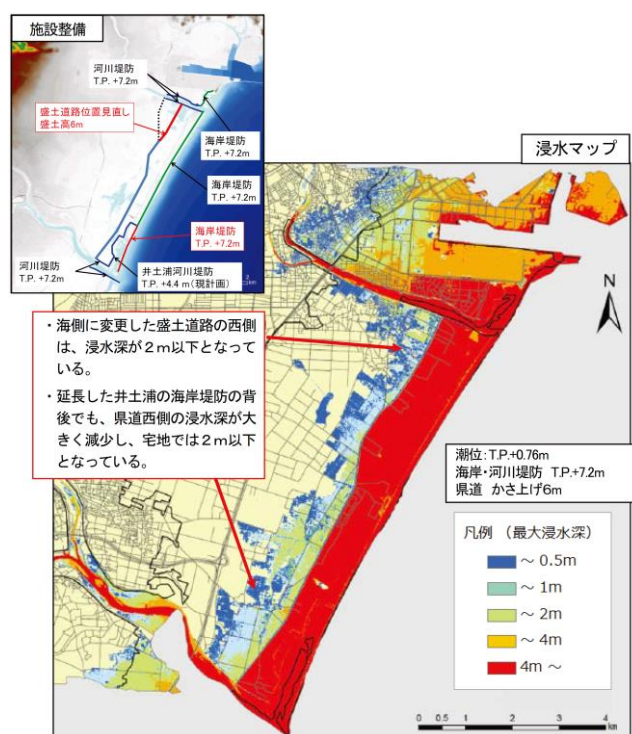 施設整備
河川堤防
T.P. +7.2m
盛土道路位置見直し
盛土高6m
海岸堤防
T.P. +7.2m
海岸堤防
T.P. +7.2m
海岸堤防
T.P. +7.2m
河川堤防
T.P. +7.2m
井土浦河川堤防
T.P. +4.4 m(現計画)
浸水マップ
N
・海側に変更した盛土道路の西側
は、浸水深が2m以下となって
いる。
・延長した井土浦の海岸堤防の背
後でも、県道西側の浸水深が大
きく減少し、宅地では2m以下
となっている。
潮位:T.P.+0.76m
海岸・河川堤防 T.P.+7.2m
県道 かさ上げ6m
凡例 (最大浸水深)
~ 0.5m
~ 1m
~ 2m
~ 4m
4m ~
0 0.5 1 2 3 4
km